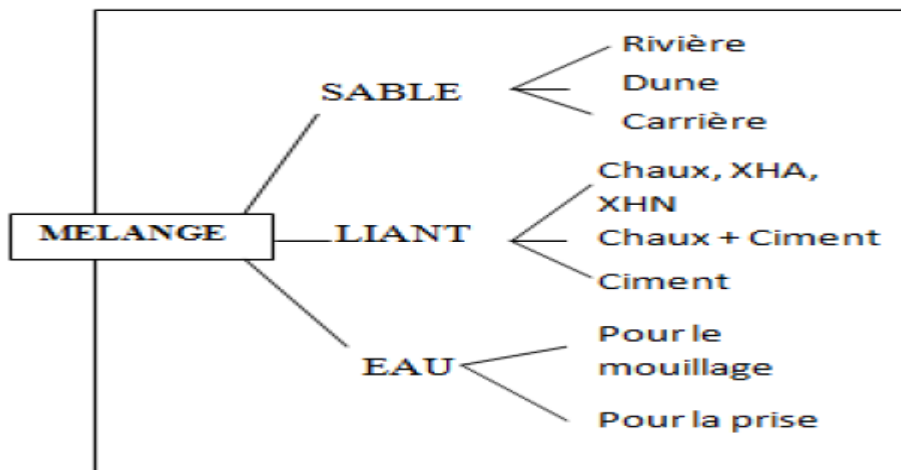 MELANGE
SABLE
Rivière
Dune
Carrière
LIANT
Chaux, XHA,
XHN
Chaux + Ciment
Ciment
EAU
Pour le
mouillage
Pour la prise